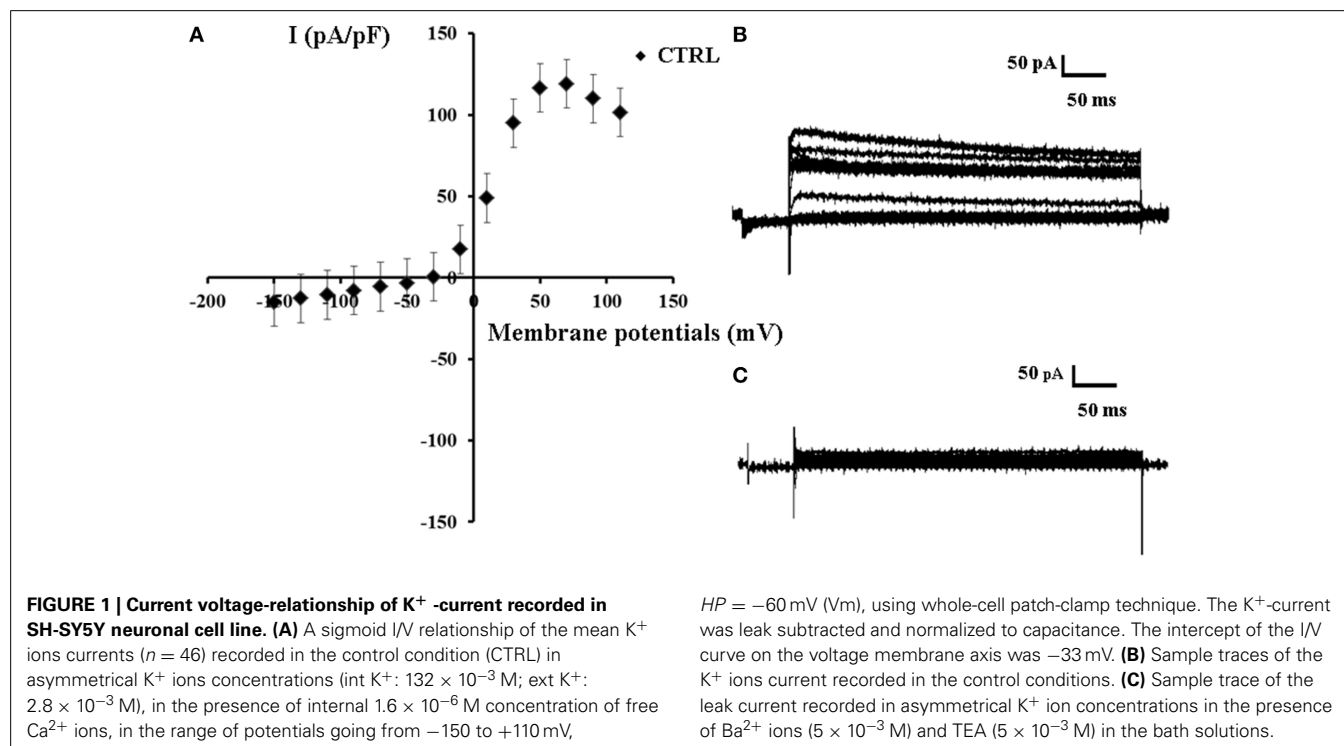 A
I (pA/pF)
150
100
50
0
-50
-100
-150
-200
-150
-100
-50
0
50
100
150
CTRL
Membrane potentials (mV)
B
50 pA
50 ms
C
50 pA
50 ms
FIGURE 1 | Current voltage-relationship of K⁺ -current recorded in
SH-SY5Y neuronal cell line. (A) A sigmoid I/V relationship of the mean K⁺
ions currents (n = 46) recorded in the control condition (CTRL) in
asymmetrical K⁺ ions concentrations (int K⁺: 132 × 10⁻³ M; ext K⁺:
2.8 × 10⁻³ M), in the presence of internal 1.6 × 10⁻⁶ M concentration of free
Ca²⁺ ions, in the range of potentials going from −150 to +110 mV,
HP = −60 mV (Vm), using whole-cell patch-clamp technique. The K⁺-current
was leak subtracted and normalized to capacitance. The intercept of the I/V
curve on the voltage membrane axis was −33 mV. (B) Sample traces of the
K⁺ ions current recorded in the control conditions. (C) Sample trace of the
leak current recorded in asymmetrical K⁺ ion concentrations in the presence
of Ba²⁺ ions (5 × 10⁻³ M) and TEA (5 × 10⁻³ M) in the bath solutions.